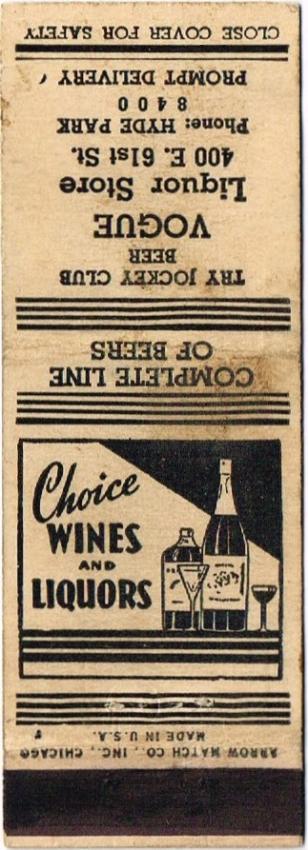 Choice
WINES
AND
LIQUORS
ARROW MATCH CO., INC., CHICAGO
MADE IN U.S.A.
COMPLETE LINE
OF BEERS
TRY JOCKEY CLUB
BEER
VOGUE
Liquor Store
400 E. 61st St.
Phone: HYDE PARK
8400
PROMPT DELIVERY
CLOSE COVER FOR SAFETY